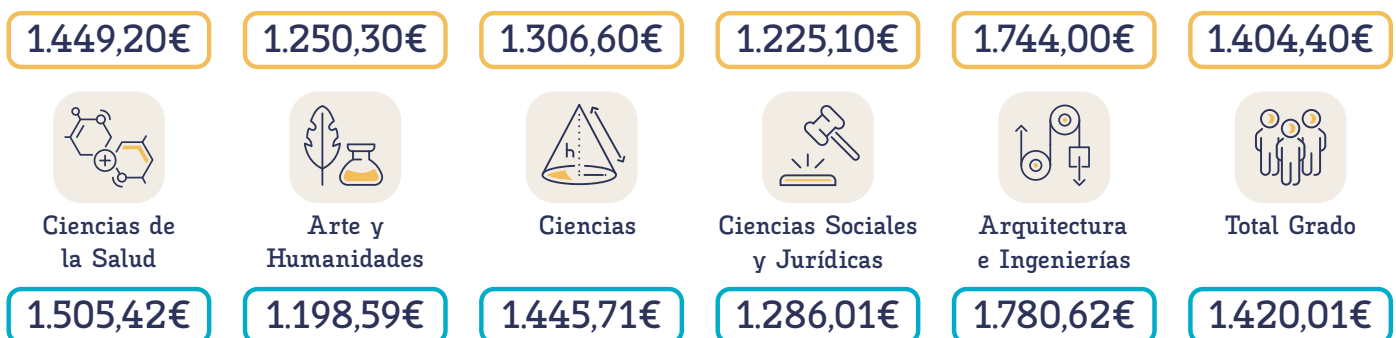 1.449,20€ 1.250,30€ 1.306,60€ 1.225,10€ 1.744,00€ 1.404,40€
h
Ciencias de Arte y Ciencias Ciencias Sociales Arquitectura Total Grado
la Salud Humanidades y Jurídicas e Ingenierías
1.505,42€ 1.198,59€ 1.445,71€ 1.286,01€ 1.780,62€ 1.420,01€